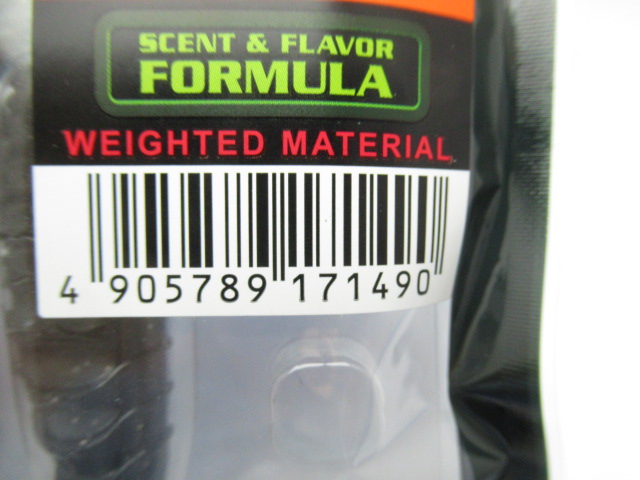 SCENT & FLAVOR
FORMULA
WEIGHTED MATERIAL
4 905789 171490